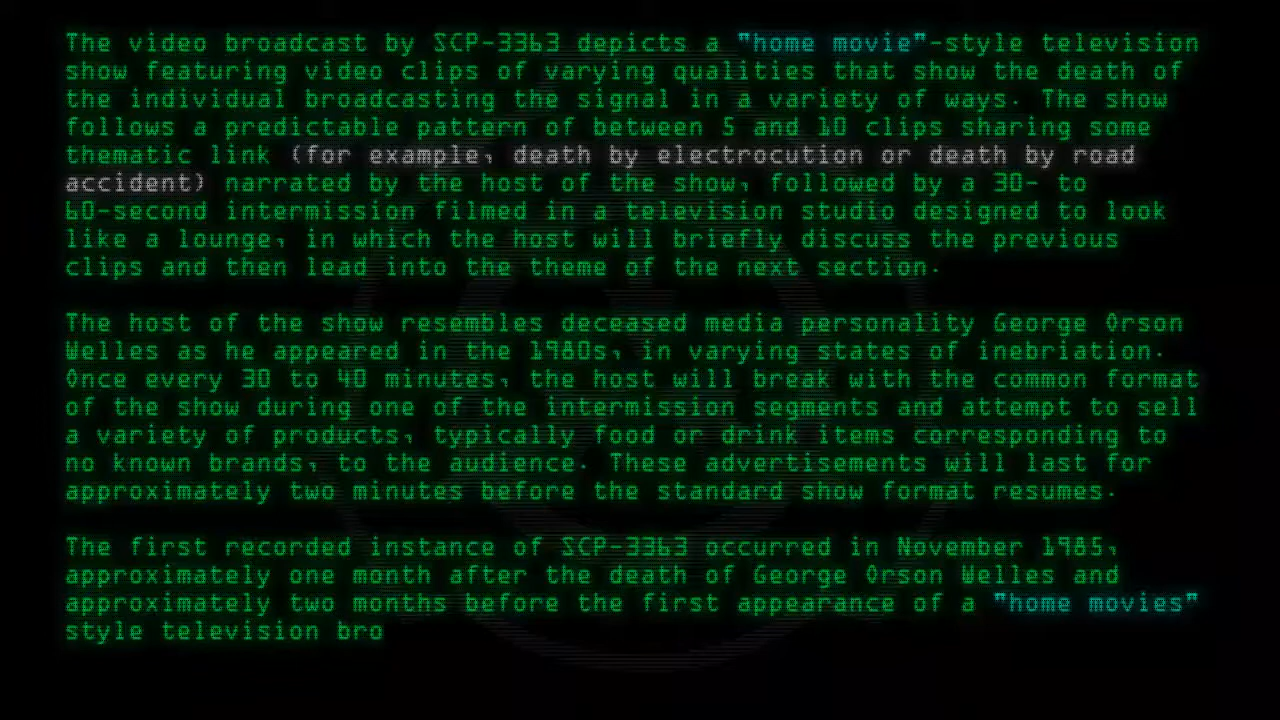 The video broadcast by SCP-3363 depicts a "home movie"-style television
show featuring video clips of varying qualities that show the death of
the individual broadcasting the signal in a variety of ways. The show
follows a predictable pattern of between 5 and 10 clips sharing some
thematic link (for example, death by electrocution or death by road
accident) narrated by the host of the show, followed by a 30- to
60-second intermission filmed in a television studio designed to look
like a lounge, in which the host will briefly discuss the previous
clips and then lead into the theme of the next section.
The host of the show resembles deceased media personality George Orson
Welles as he appeared in the 1980s, in varying states of inebriation.
Once every 30 to 40 minutes, the host will break with the common format
of the show during one of the intermission segments and attempt to sell
a variety of products, typically food or drink items corresponding to
no known brands, to the audience. These advertisements will last for
approximately two minutes before the standard show format resumes.
The first recorded instance of SCP-3363 occurred in November 1985,
approximately one month after the death of George Orson Welles and
approximately two months before the first appearance of a "home movies"
style television bro